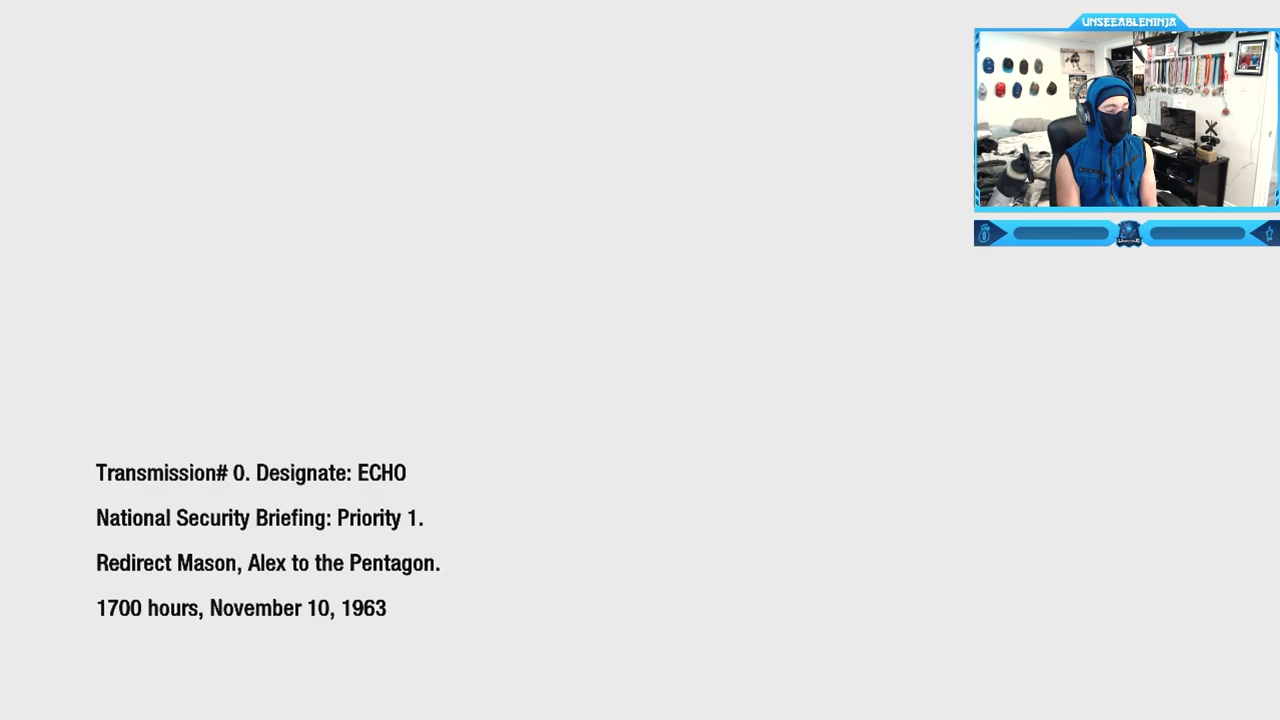 UNSEEABLENINJA
Transmission# 0. Designate: ECHO
National Security Briefing: Priority 1.
Redirect Mason, Alex to the Pentagon.
1700 hours, November 10, 1963